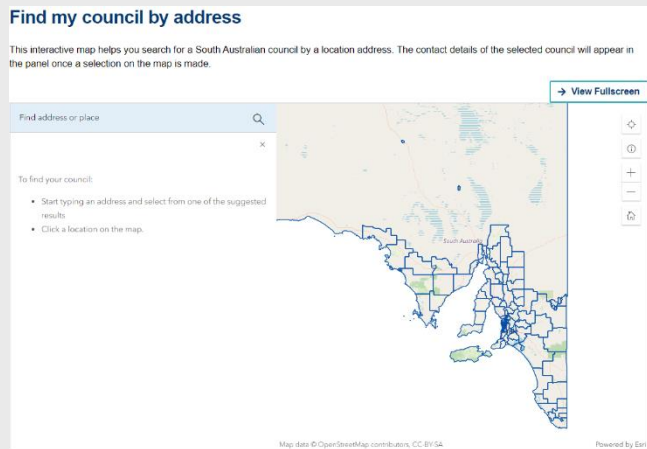 Find my council by address
This interactive map helps you search for a South Australian council by a location address. The contact details of the selected council will appear in
the panel once a selection on the map is made.
→ View Fullscreen
Find address or place
×
To find your council:
• Start typing an address and select from one of the suggested
results
• Click a location on the map.
South Australia
Map data © OpenStreetMap contributors, CC-BY-SA
Powered by Esri